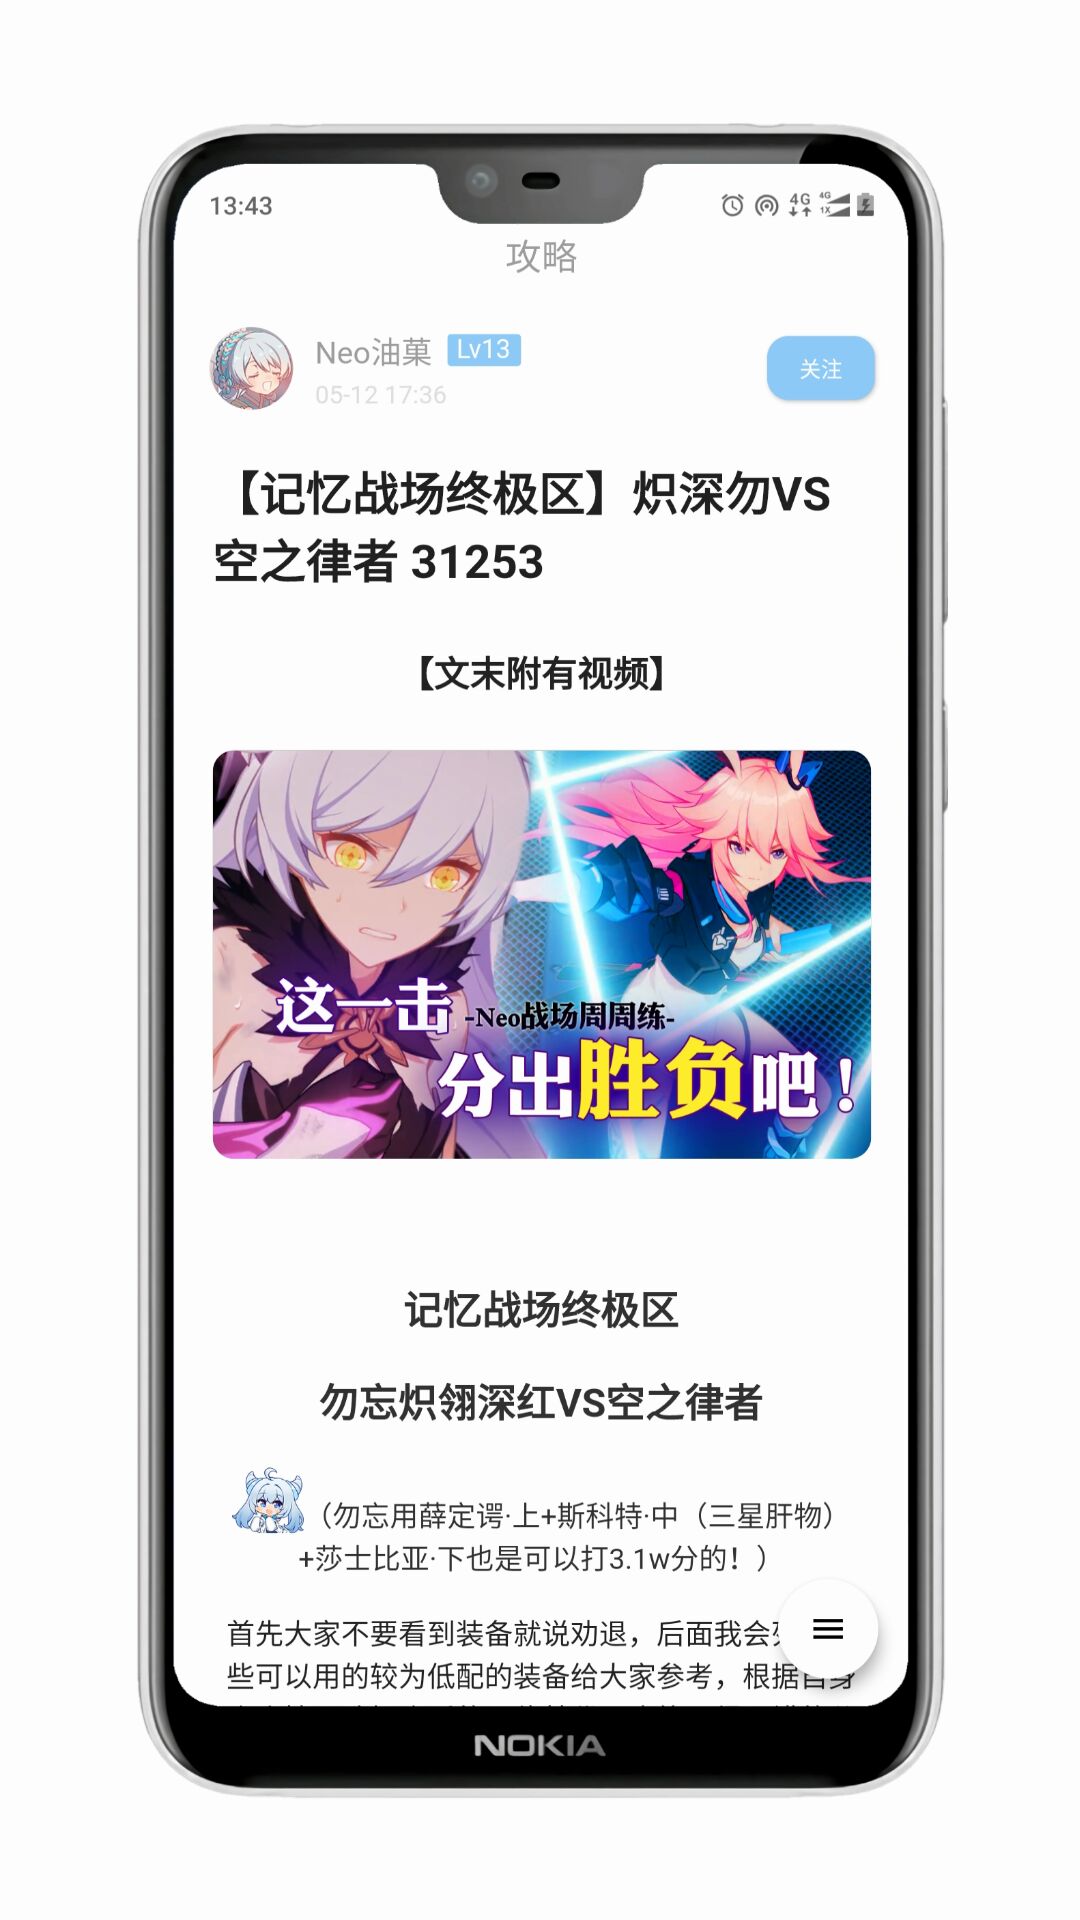 13:43
4G
4G
1X
攻略
Neo油菓 Lv13
05-12 17:36
关注
【记忆战场终极区】炽深勿VS
空之律者 31253
【文末附有视频】
这一击
-Neo战场周周练-
分出胜负吧！
记忆战场终极区
勿忘炽翎深红VS空之律者
（勿忘用薛定谔·上+斯科特·中（三星肝物）
+莎士比亚·下也是可以打3.1w分的！）
首先大家不要看到装备就说劝退，后面我会
些可以用的较为低配的装备给大家参考，根据自身
NOKIA